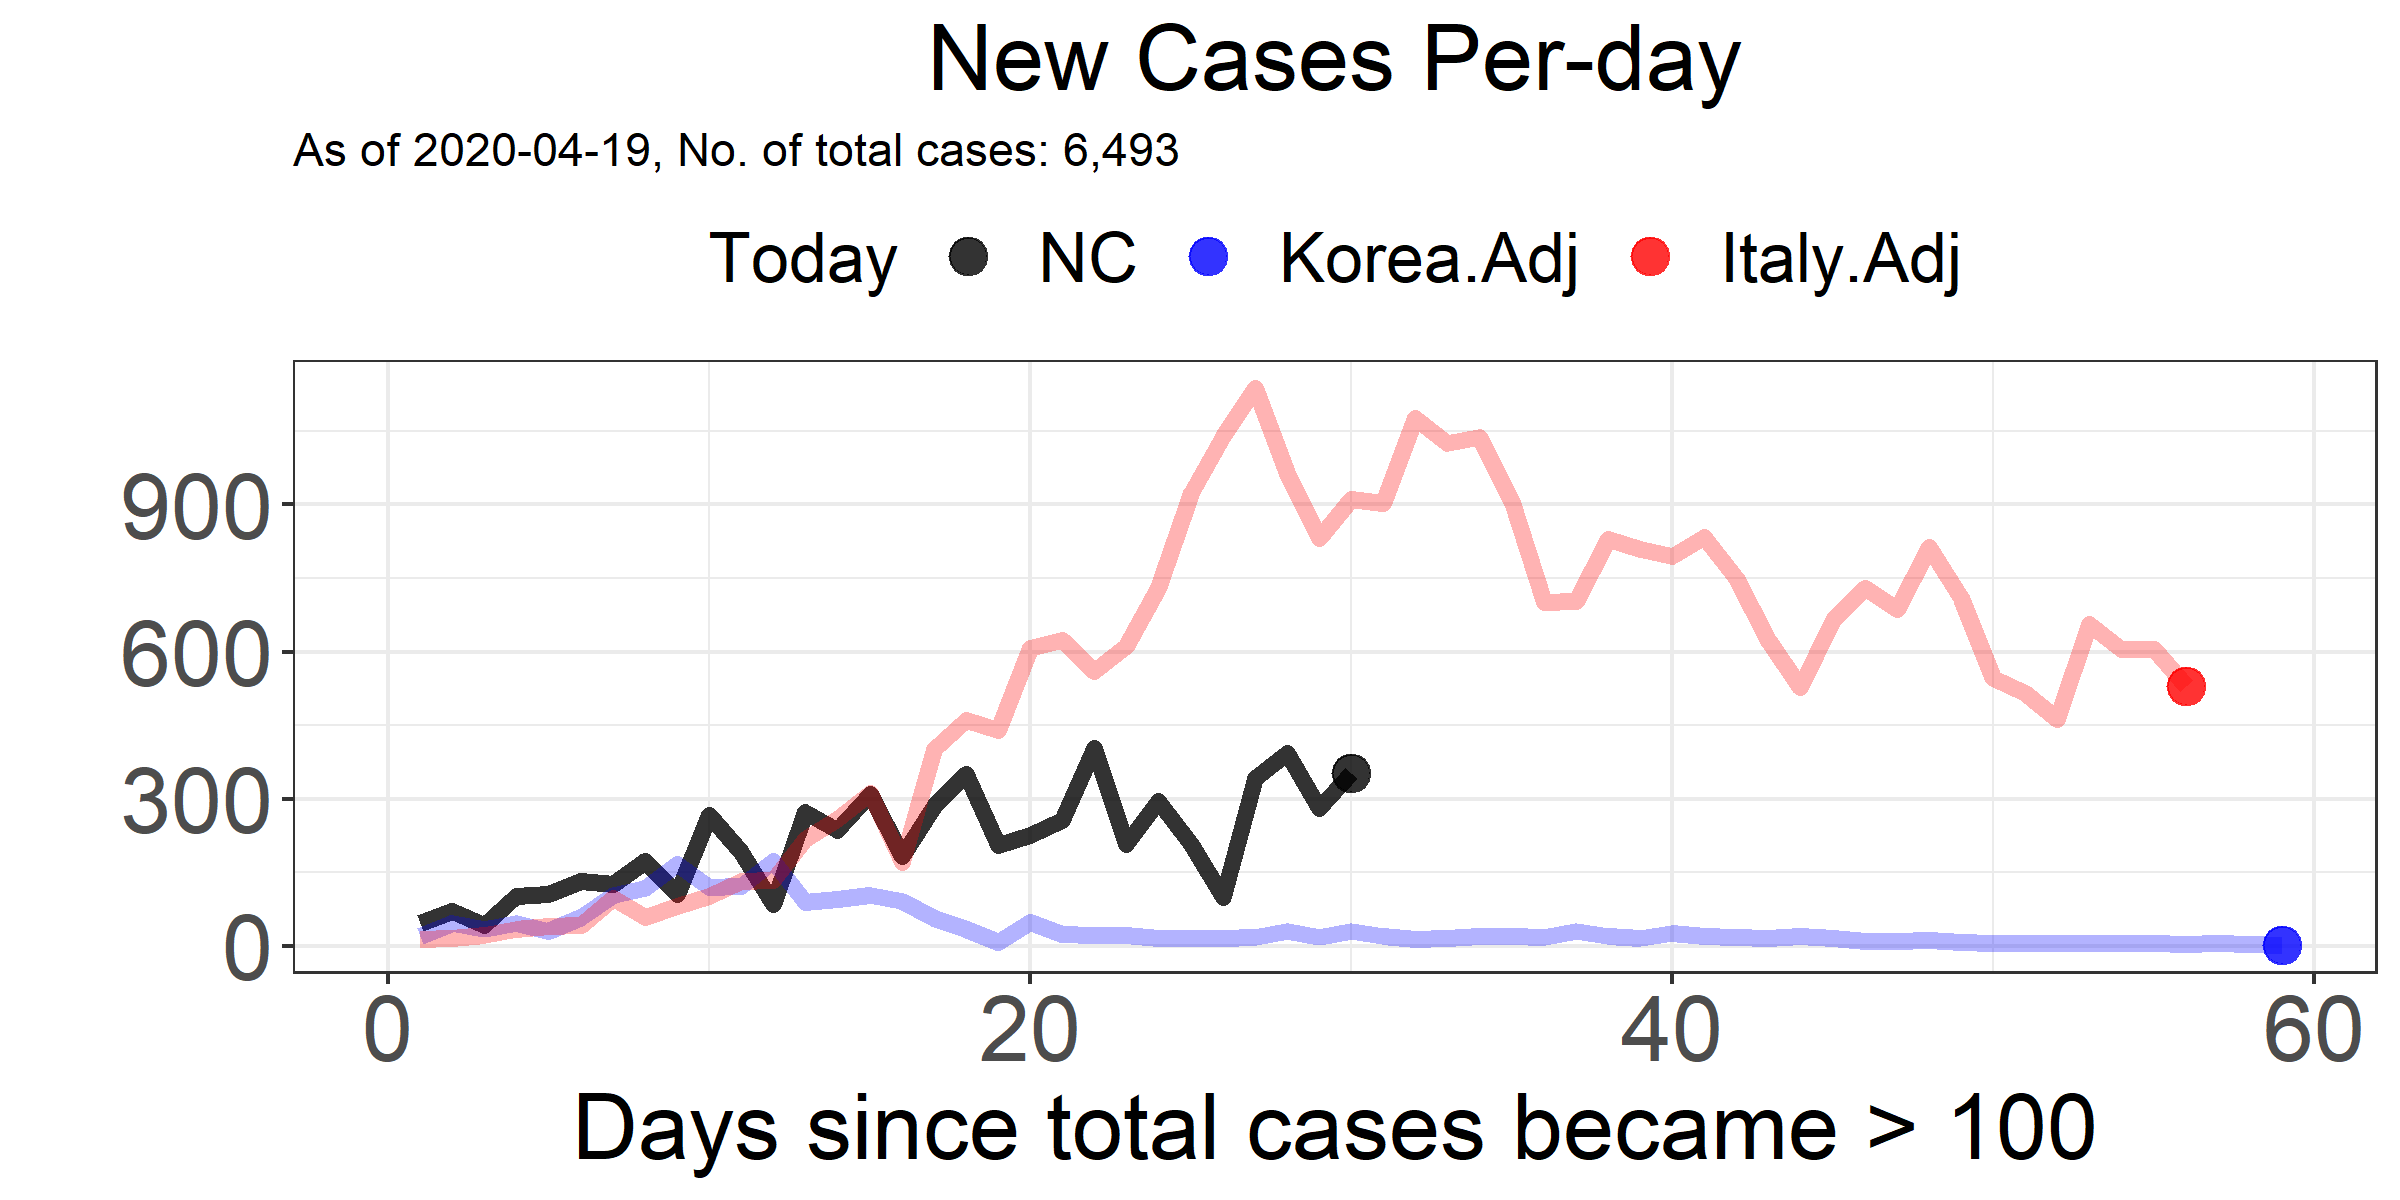 New Cases Per-day
As of 2020-04-19, No. of total cases: 6,493
Today NC Korea.Adj Italy.Adj
900
600
300
0
0 20 40 60
Days since total cases became > 100